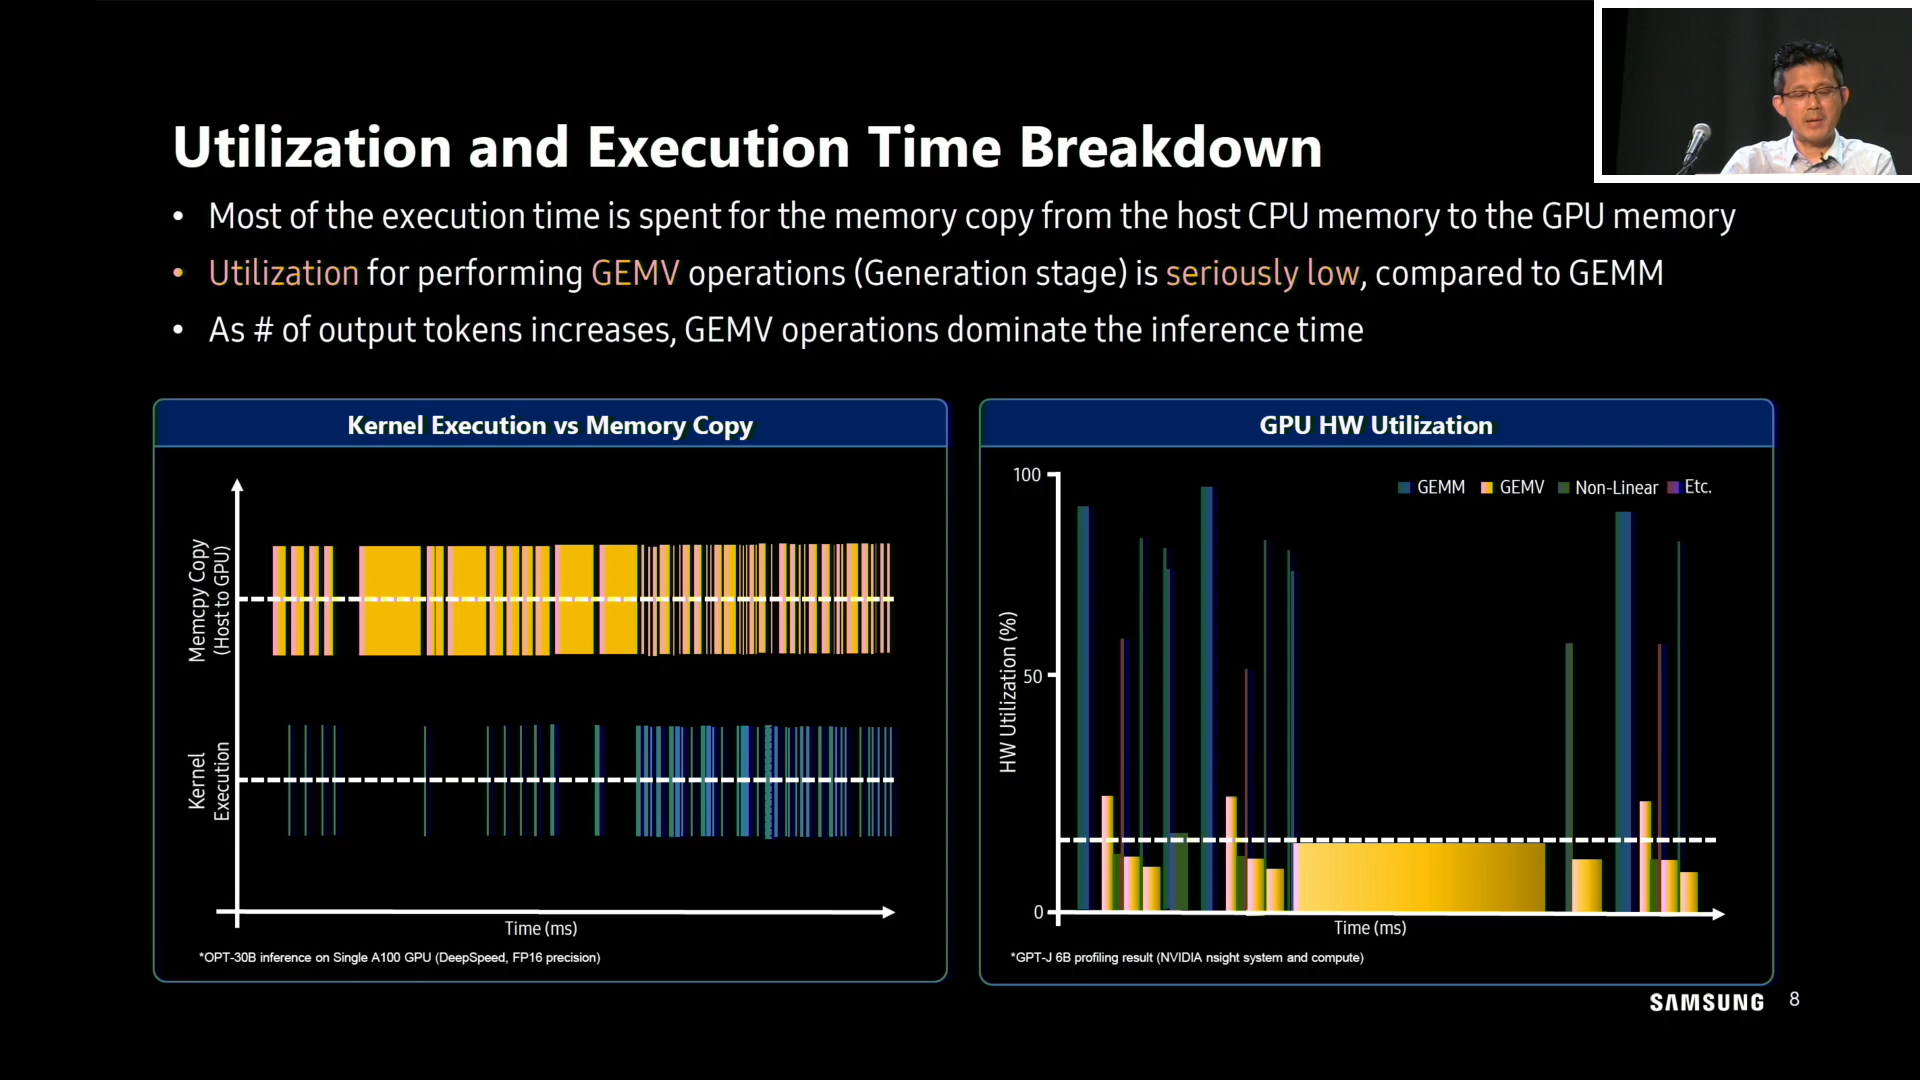 Utilization and Execution Time Breakdown
• Most of the execution time is spent for the memory copy from the host CPU memory to the GPU memory
• Utilization for performing GEMV operations (Generation stage) is seriously low, compared to GEMM
• As # of output tokens increases, GEMV operations dominate the inference time
Kernel Execution vs Memory Copy
Memcpy Copy
(Host to GPU)
Kernel
Execution
Time (ms)
*OPT-30B inference on Single A100 GPU (DeepSpeed, FP16 precision)
GPU HW Utilization
100
50
0
HW Utilization (%)
GEMM
GEMV
Non-Linear
Etc.
Time (ms)
*GPT-J 6B profiling result (NVIDIA nsight system and compute)
SAMSUNG
8